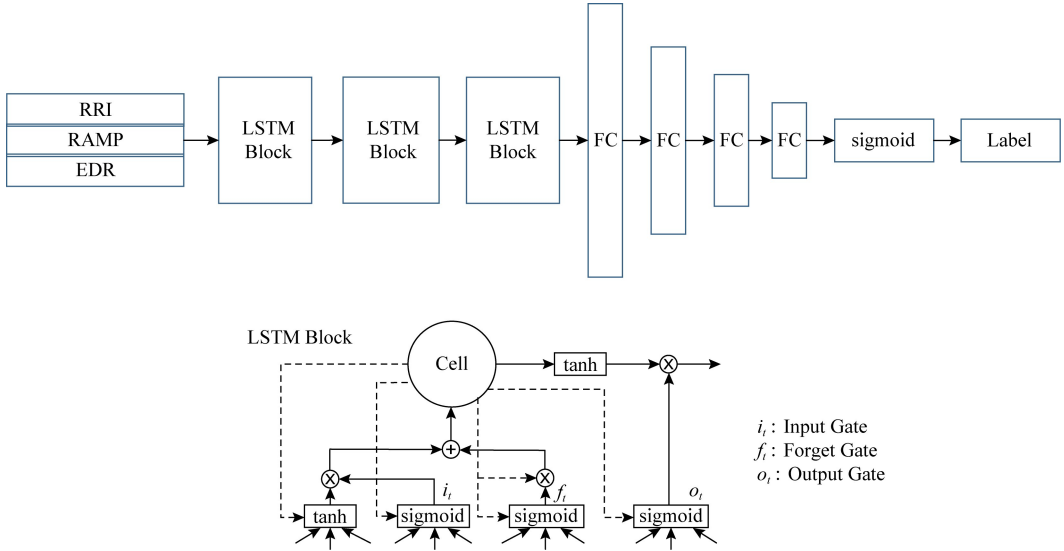 RRI
RAMP
EDR
LSTM
Block
LSTM
Block
LSTM
Block
FC
FC
FC
FC
sigmoid
Label
LSTM Block
Cell
tanh
x
+
x
x
i_t
f_t
o_t
tanh
sigmoid
sigmoid
sigmoid
i_t : Input Gate
f_t : Forget Gate
o_t : Output Gate